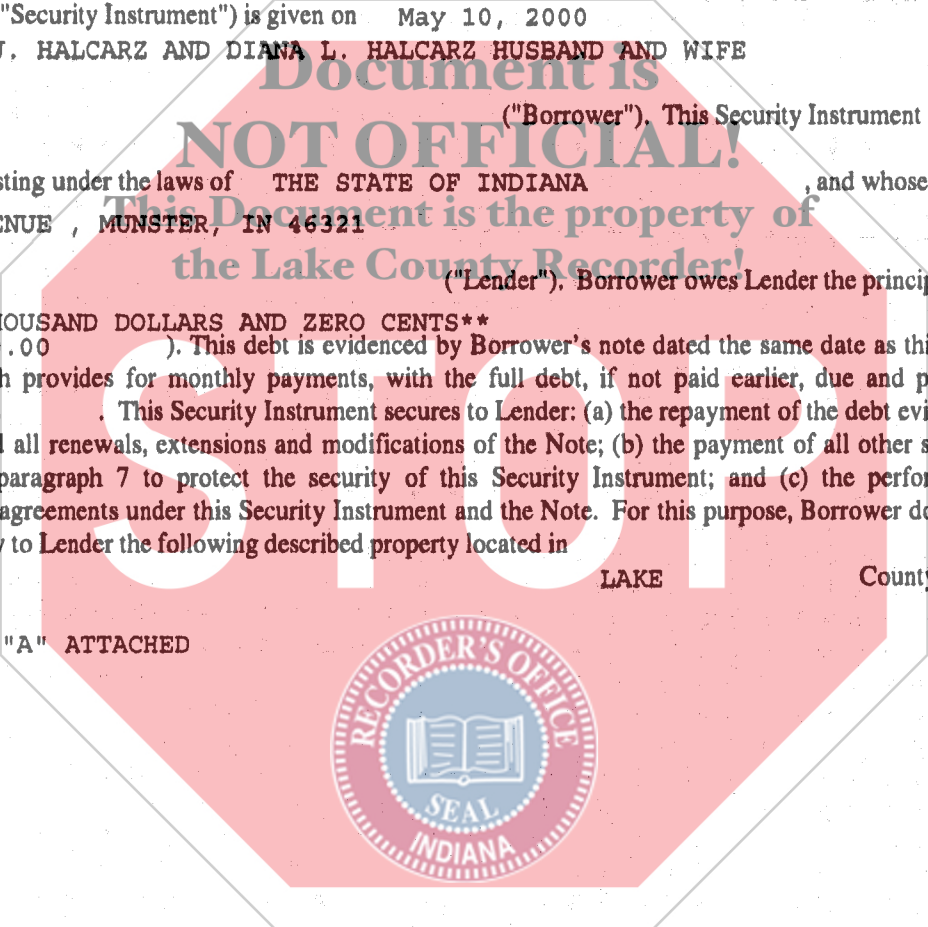 "Security Instrument") is given on May 10, 2000
J. HALCARZ AND DIANA L. HALCARZ HUSBAND AND WIFE
Document is
("Borrower"). This Security Instrument
NOT OFFICIAL!
sting under the laws of THE STATE OF INDIANA , and whose
This Document is the property of
ENUE , MUNSTER, IN 46321
the Lake County Recorder!
("Lender"). Borrower owes Lender the princip
HOUSAND DOLLARS AND ZERO CENTS**
.00 ). This debt is evidenced by Borrower's note dated the same date as thi
h provides for monthly payments, with the full debt, if not paid earlier, due and p
. This Security Instrument secures to Lender: (a) the repayment of the debt evi
l all renewals, extensions and modifications of the Note; (b) the payment of all other s
paragraph 7 to protect the security of this Security Instrument; and (c) the perfor
agreements under this Security Instrument and the Note. For this purpose, Borrower do
y to Lender the following described property located in
STOP
LAKE County
"A" ATTACHED
RECORDER'S OFFICE
SEAL
INDIANA